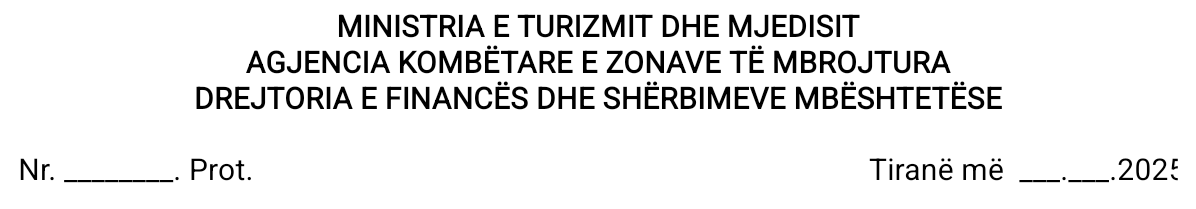 MINISTRIA E TURIZMIT DHE MJEDISIT
AGJENCIA KOMBËTARE E ZONAVE TË MBROJTURA
DREJTORIA E FINANCËS DHE SHËRBIMEVE MBËSHTETËSE
Nr. ________. Prot. Tiranë më ___.___.2025